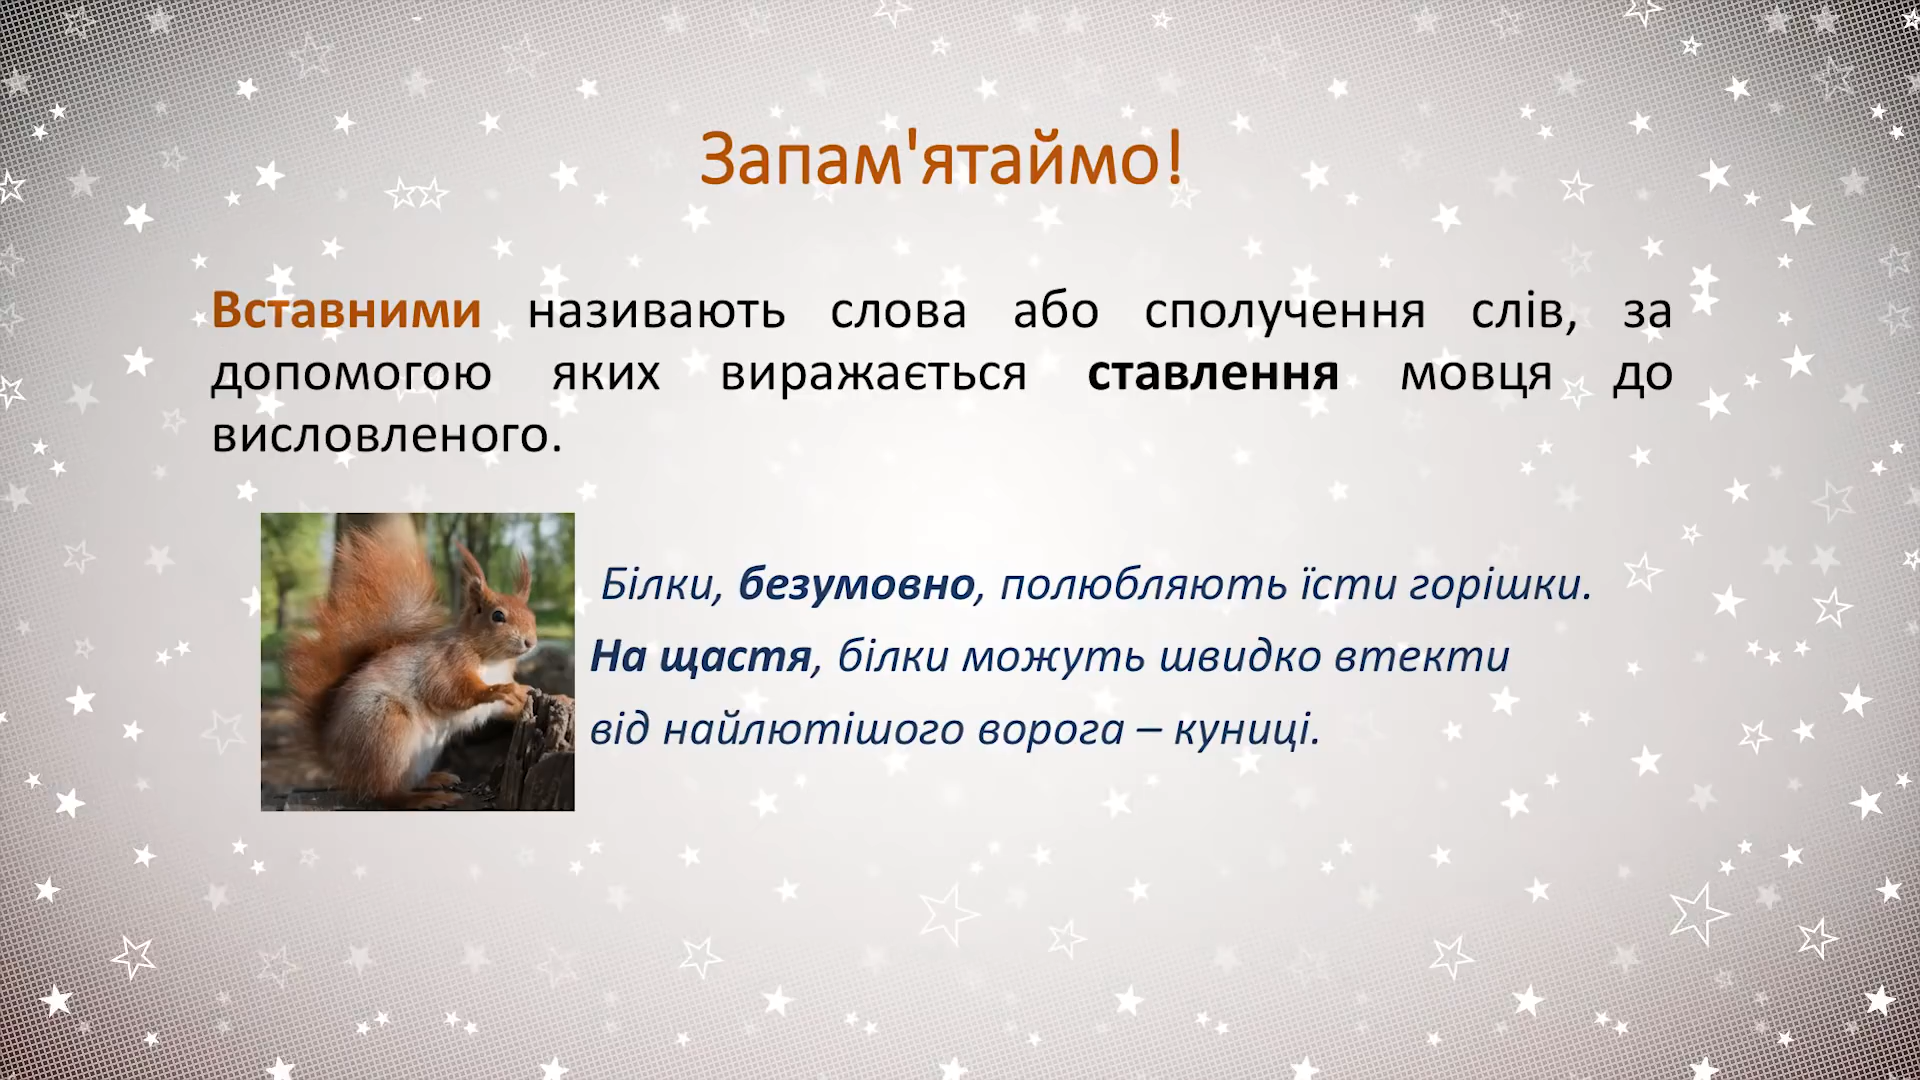 Запам'ятаймо!
Вставними називають слова або сполучення слів, за
допомогою яких виражається ставлення мовця до
висловленого.
Білки, безумовно, полюбляють їсти горішки.
На щастя, білки можуть швидко втекти
від найлютішого ворога – куниці.